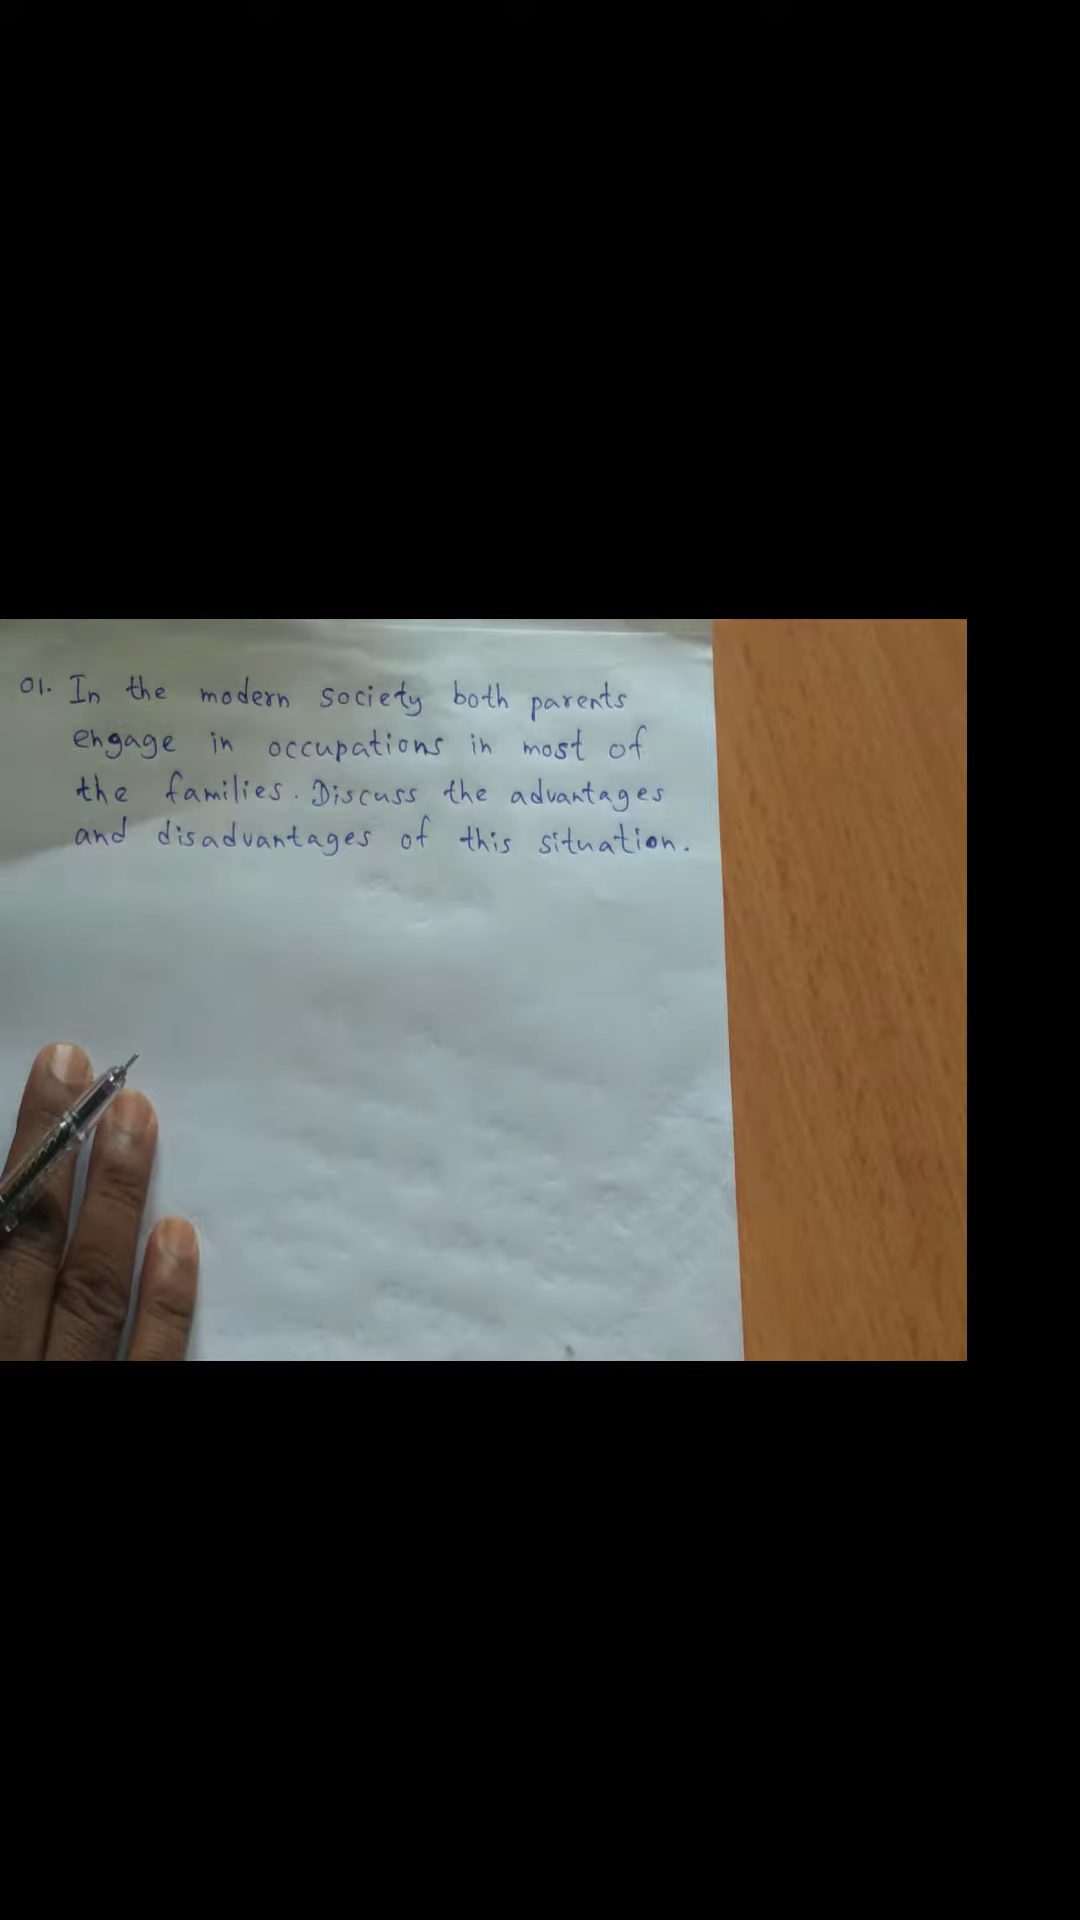 01. In the modern society both parents
engage in occupations in most of
the families. Discuss the advantages
and disadvantages of this situation.